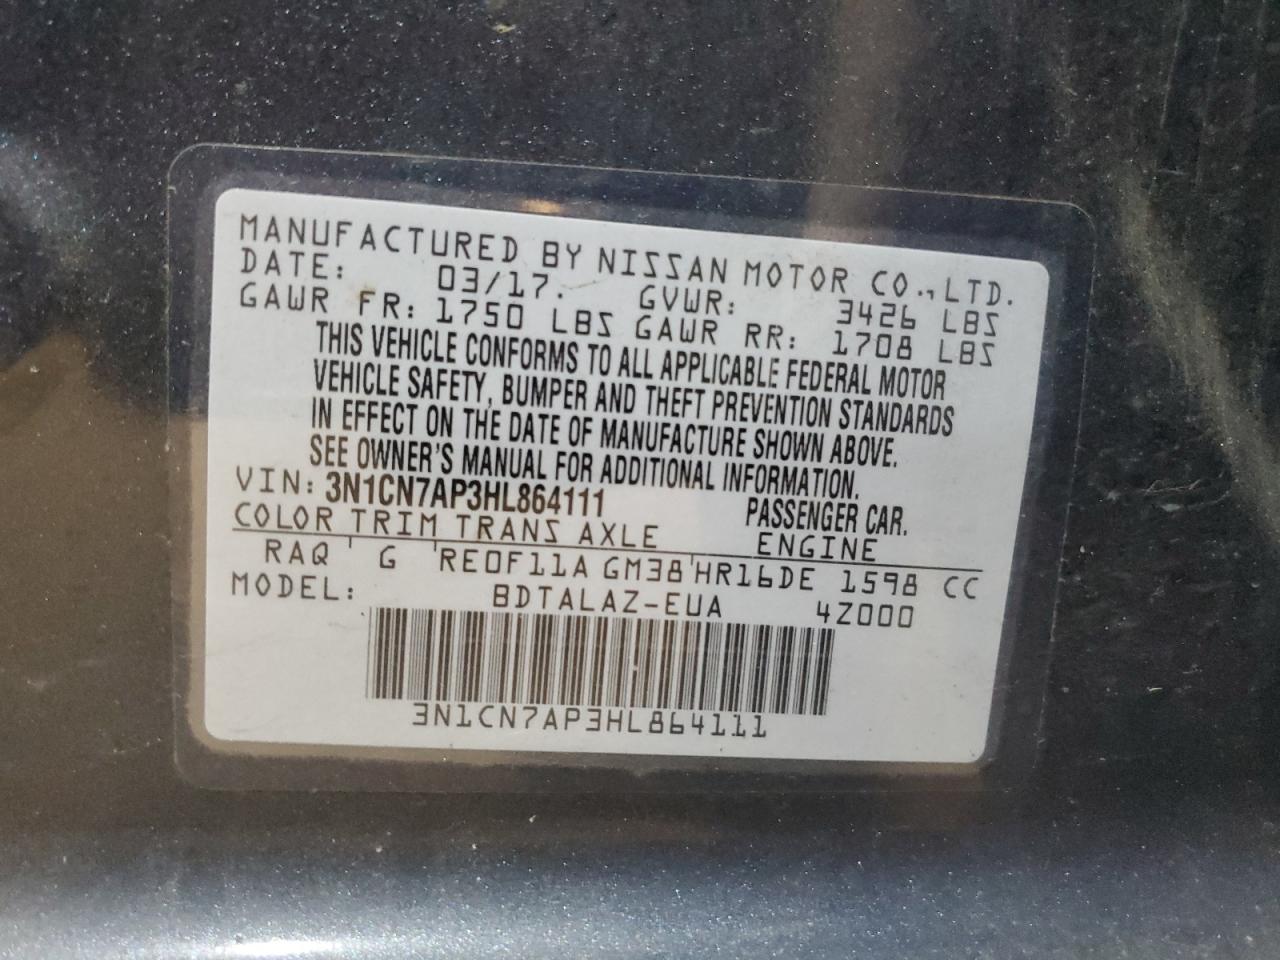 MANUFACTURED BY NISSAN MOTOR CO.,LTD.
DATE: 03/17. GVWR: 3426 LBS
GAWR FR: 1750 LBS GAWR RR: 1708 LBS
THIS VEHICLE CONFORMS TO ALL APPLICABLE FEDERAL MOTOR
VEHICLE SAFETY, BUMPER AND THEFT PREVENTION STANDARDS
IN EFFECT ON THE DATE OF MANUFACTURE SHOWN ABOVE.
SEE OWNER'S MANUAL FOR ADDITIONAL INFORMATION.
VIN: 3N1CN7AP3HL864111 PASSENGER CAR.
COLOR TRIM TRANS AXLE ENGINE
RAQ G RE0F11A GM38 HR16DE 1598 CC
MODEL: BDTALAZ-EUA 4Z000
3N1CN7AP3HL864111